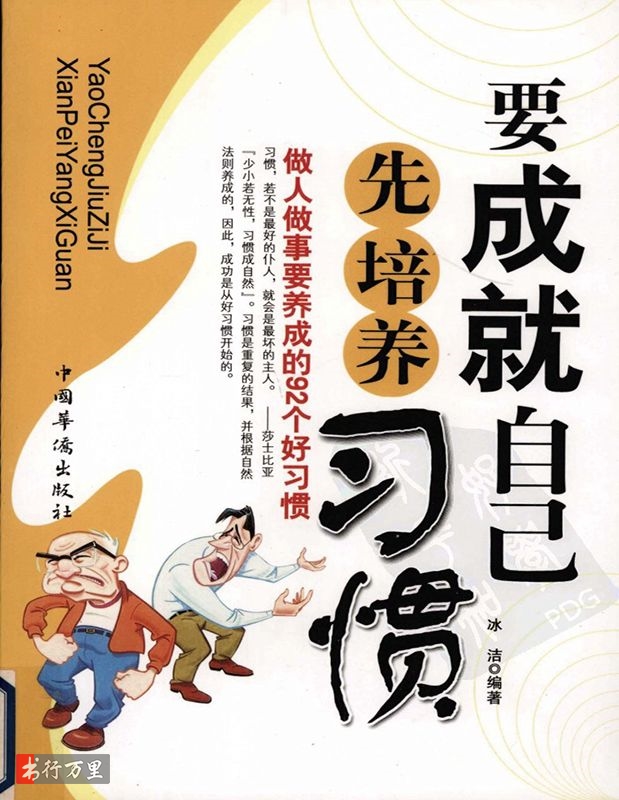 要成就自己
先培养
习惯
冰 洁◎编著
做人做事要养成的92个好习惯
习惯，若不是最好的仆人，就会是最坏的主人。——莎士比亚
『少小若无性，习惯成自然』。习惯是重复的结果，并根据自然
法则养成的，因此，成功是从好习惯开始的。
YaoChengJiuZiJi
XianPeiYangXiGuan
中國華僑出版社
PDG
书行万里